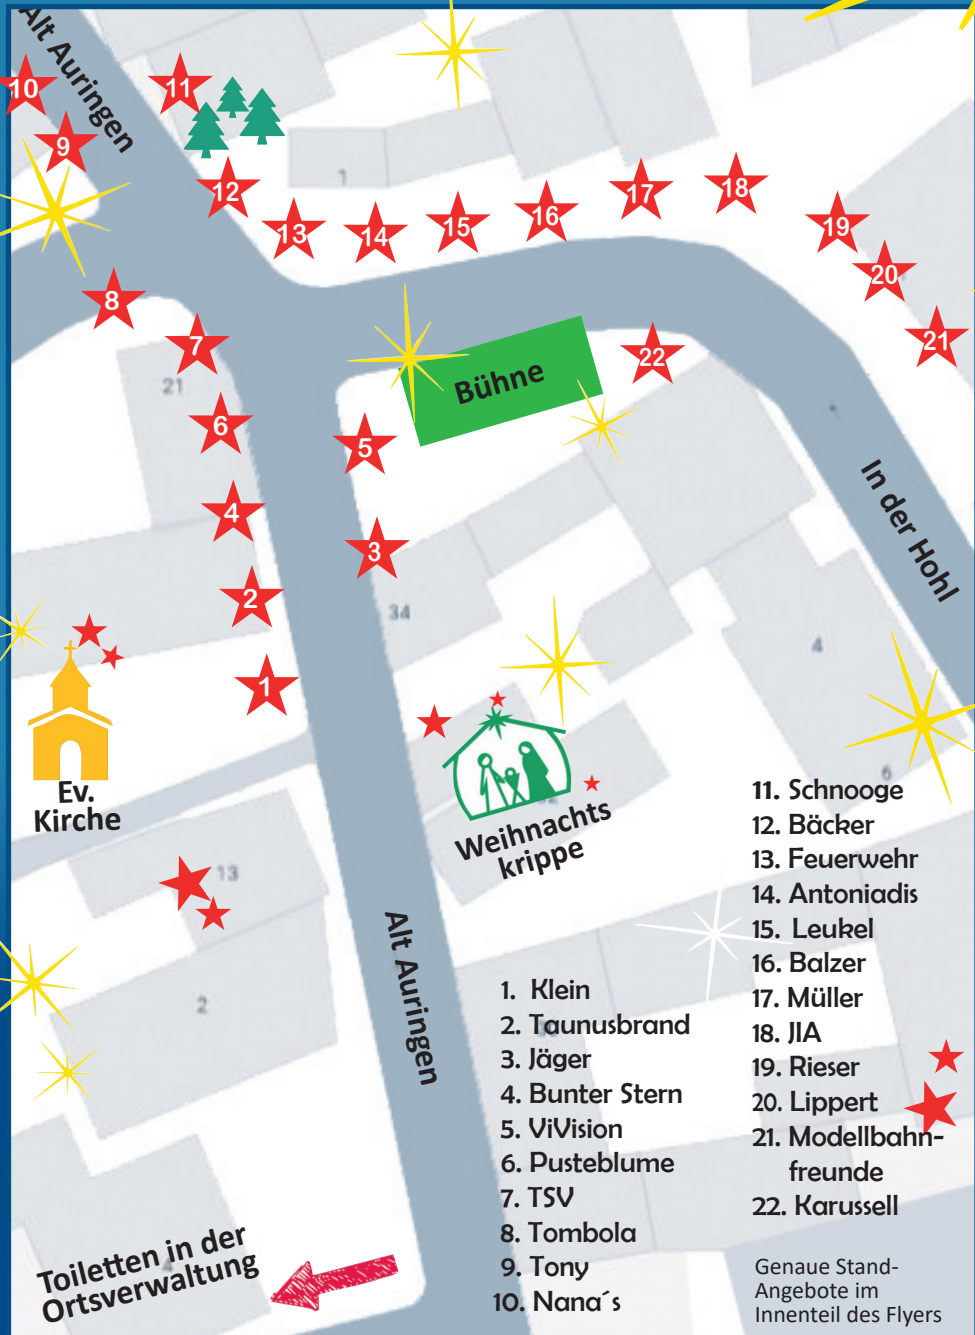 Alt Auringen
10
11
9
12
1
13
14
15
16
17
18
19
20
21
8
7
22
Bühne
21
6
5
4
3
In der Hohl
2
34
4
1
6
Ev.
Kirche
Weihnachts
krippe
13
2
Alt Auringen
1. Klein
2. Taunusbrand
3. Jäger
4. Bunter Stern
5. ViVision
6. Pusteblume
7. TSV
8. Tombola
9. Tony
10. Nana´s
11. Schnooge
12. Bäcker
13. Feuerwehr
14. Antoniadis
15. Leukel
16. Balzer
17. Müller
18. JIA
19. Rieser
20. Lippert
21. Modellbahn-
freunde
22. Karussell
Toiletten in der
Ortsverwaltung
Genaue Stand-
Angebote im
Innenteil des Flyers